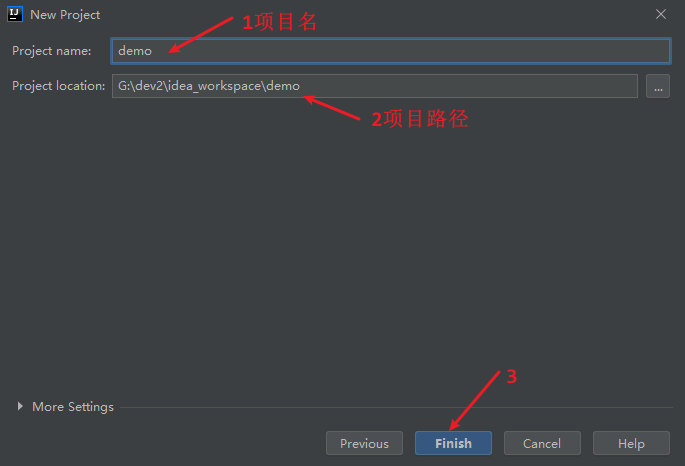 New Project
1项目名
Project name: demo
Project location: G:\dev2\idea_workspace\demo ...
2项目路径
3
More Settings
Previous Finish Cancel Help